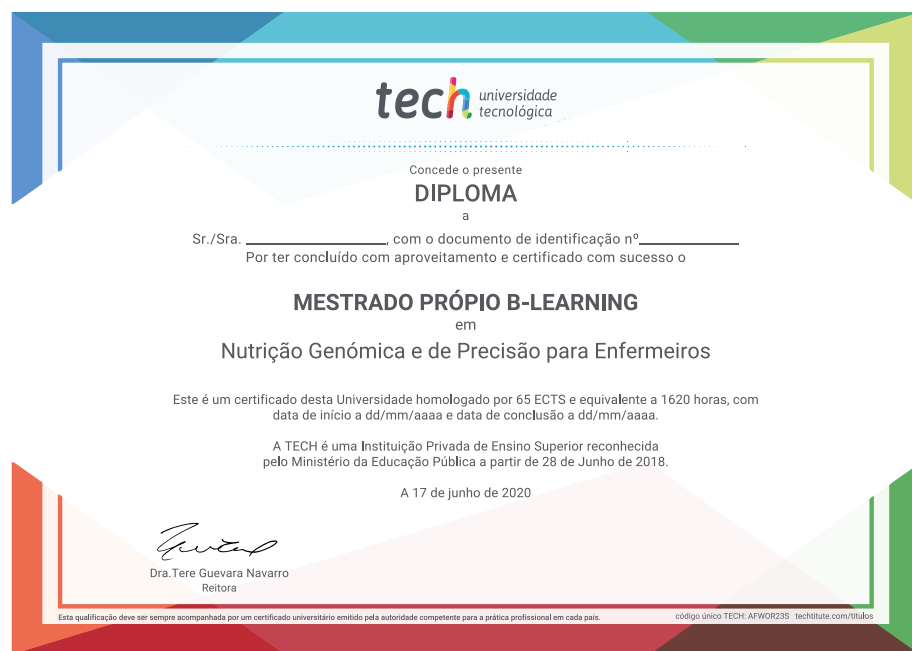 tech universidade
tecnológica
Concede o presente
DIPLOMA
a
Sr./Sra. ____________________, com o documento de identificação nº______________
Por ter concluído com aproveitamento e certificado com sucesso o
MESTRADO PRÓPIO B-LEARNING
em
Nutrição Genómica e de Precisão para Enfermeiros
Este é um certificado desta Universidade homologado por 65 ECTS e equivalente a 1620 horas, com
data de início a dd/mm/aaaa e data de conclusão a dd/mm/aaaa.
A TECH é uma Instituição Privada de Ensino Superior reconhecida
pelo Ministério da Educação Pública a partir de 28 de Junho de 2018.
A 17 de junho de 2020
Dra.Tere Guevara Navarro
Reitora
Esta qualificação deve ser sempre acompanhada por um certificado universitário emitido pela autoridade competente para a prática profissional em cada país.
código único TECH: AFWOR23S techtitute.com/títulos